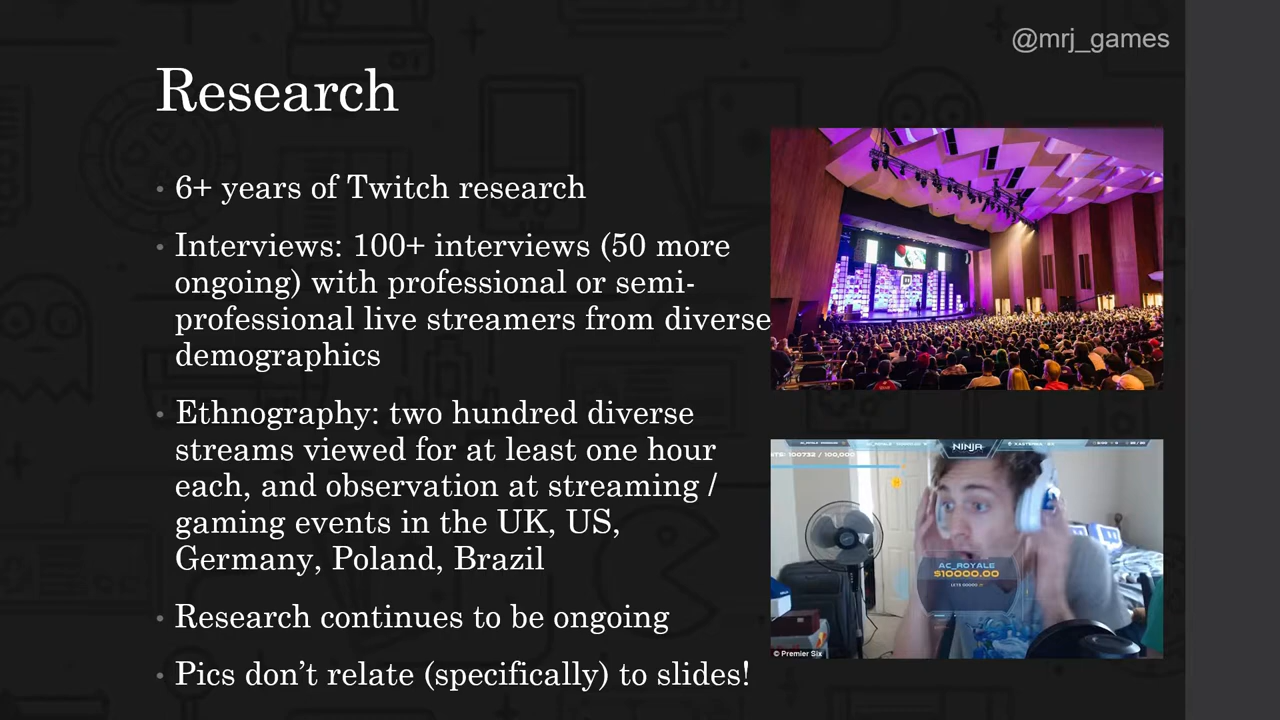 @mrj_games
Research
• 6+ years of Twitch research
• Interviews: 100+ interviews (50 more
ongoing) with professional or semi-
professional live streamers from diverse
demographics
• Ethnography: two hundred diverse
streams viewed for at least one hour
each, and observation at streaming /
gaming events in the UK, US,
Germany, Poland, Brazil
• Research continues to be ongoing
• Pics don’t relate (specifically) to slides!
NINJA
100732 / 100,000
AC_ROYALE
$10000.00
© Premier Six